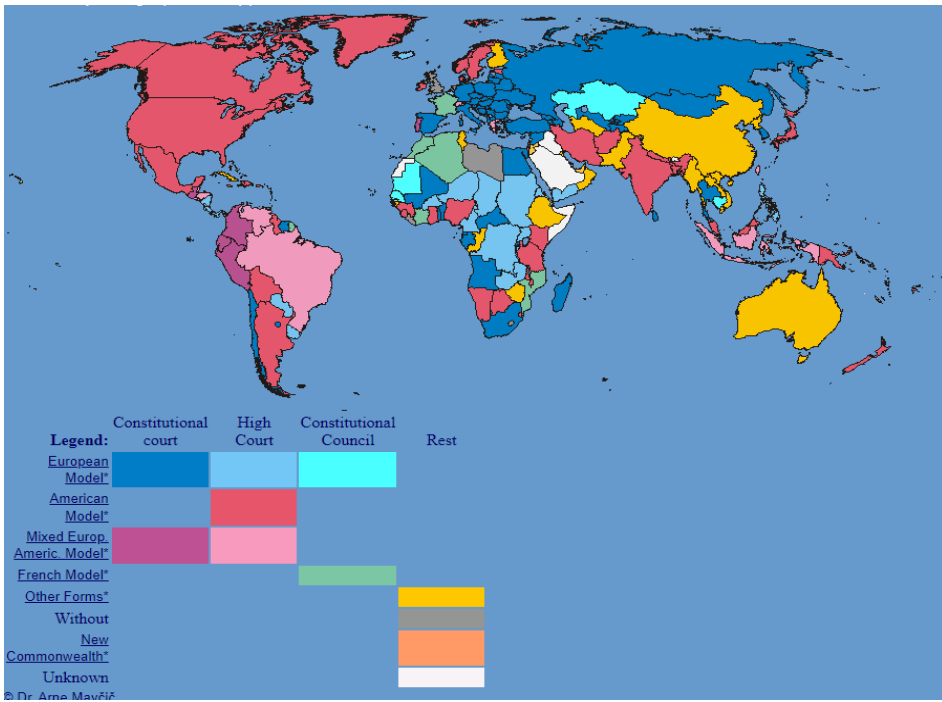 Constitutional High Constitutional
Legend: court Court Council Rest
European
Model*
American
Model*
Mixed Europ.
Americ. Model*
French Model*
Other Forms*
Without
New
Commonwealth*
Unknown
© Dr. Arne Mavčič